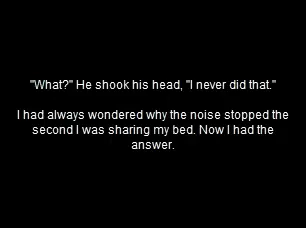 "What?" He shook his head, "I never did that."
I had always wondered why the noise stopped the
second I was sharing my bed. Now I had the
answer.